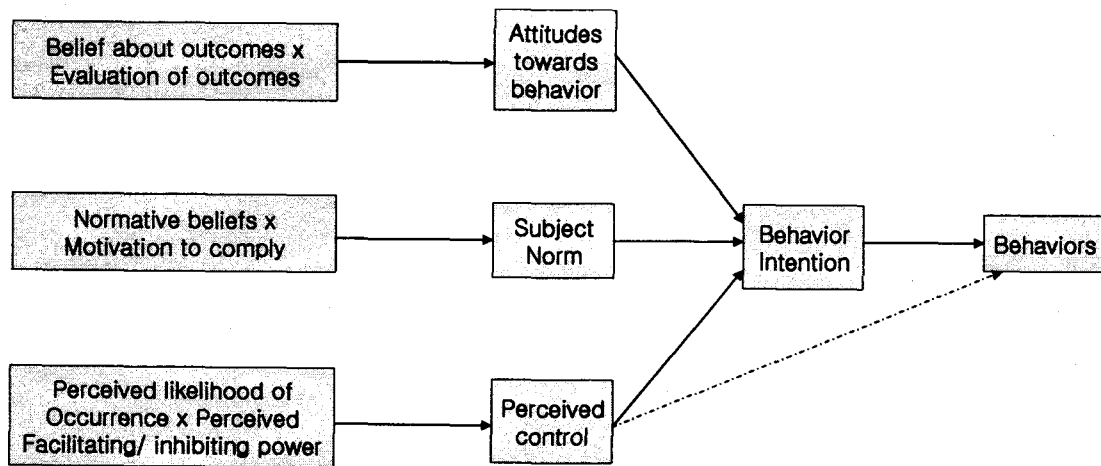 Belief about outcomes x
Evaluation of outcomes
Attitudes
towards
behavior
Normative beliefs x
Motivation to comply
Subject
Norm
Behavior
Intention
Behaviors
Perceived likelihood of
Occurrence x Perceived
Facilitating/ inhibiting power
Perceived
control